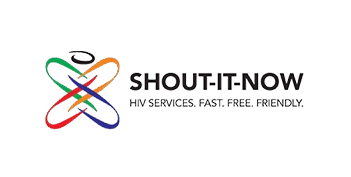 SHOUT-IT-NOW
HIV SERVICES. FAST. FREE. FRIENDLY.